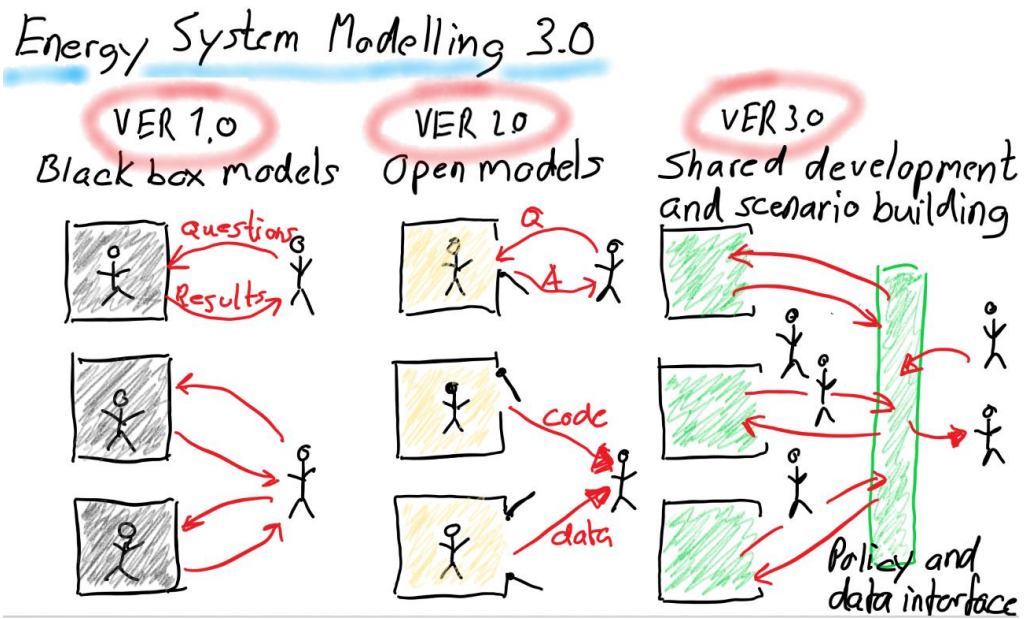 Energy System Modelling 3.0
VER 1.0
Black box models
Questions
Results
VER 2.0
Open models
Q
A
code
data
VER 3.0
Shared development
and scenario building
Policy and
data interface